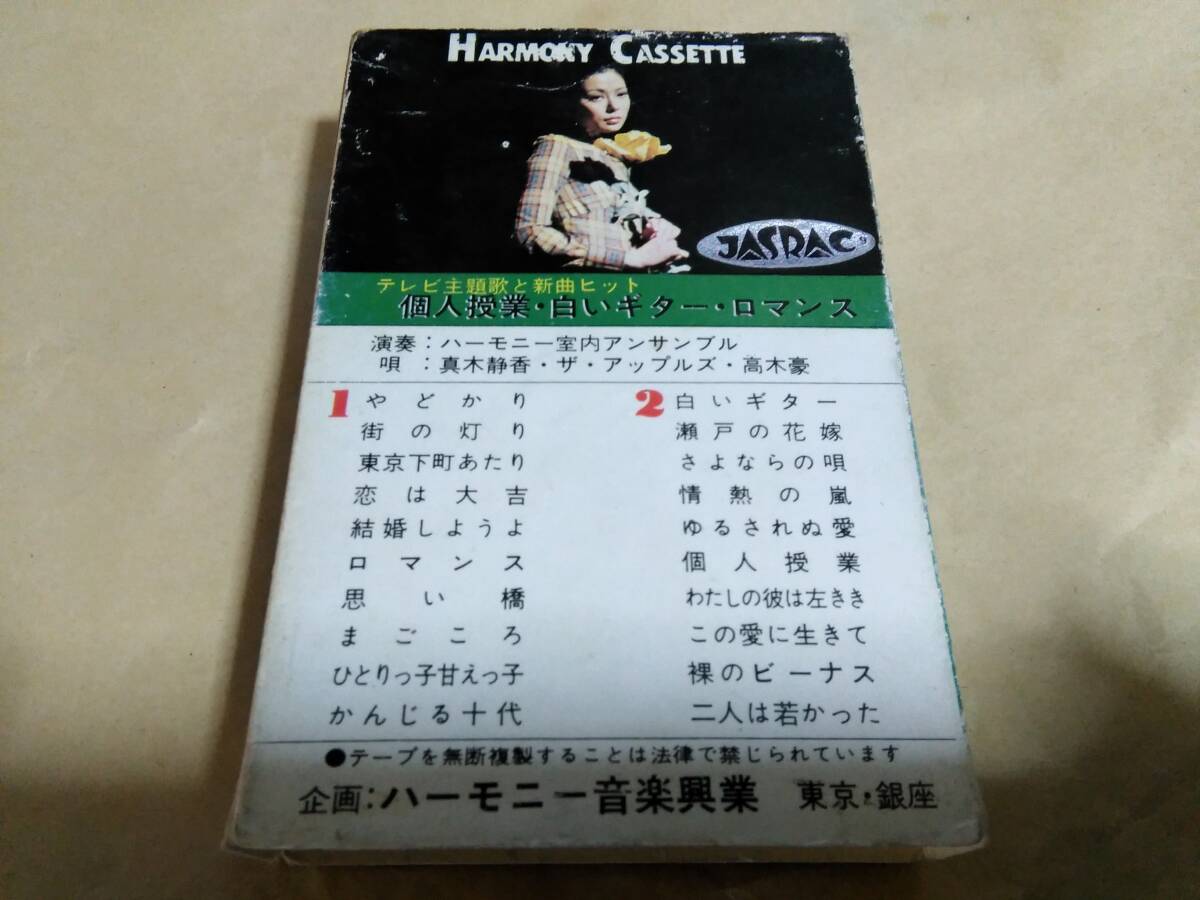 HARMONY CASSETTE
JASRAC
テレビ主題歌と新曲ヒット
個人授業・白いギター・ロマンス
演奏：ハーモニー室内アンサンブル
唄：真木静香・ザ・アップルズ・高木豪
1 やどかり
街の灯り
東京下町あたり
恋は大吉
結婚しようよ
ロマンス
思い橋
まごころ
ひとりっ子甘えっ子
かんじる十代
2 白いギター
瀬戸の花嫁
さよならの唄
情熱の嵐
ゆるされぬ愛
個人授業
わたしの彼は左きき
この愛に生きて
裸のビーナス
二人は若かった
●テープを無断複製することは法律で禁じられています
企画：ハーモニー音楽興業 東京・銀座